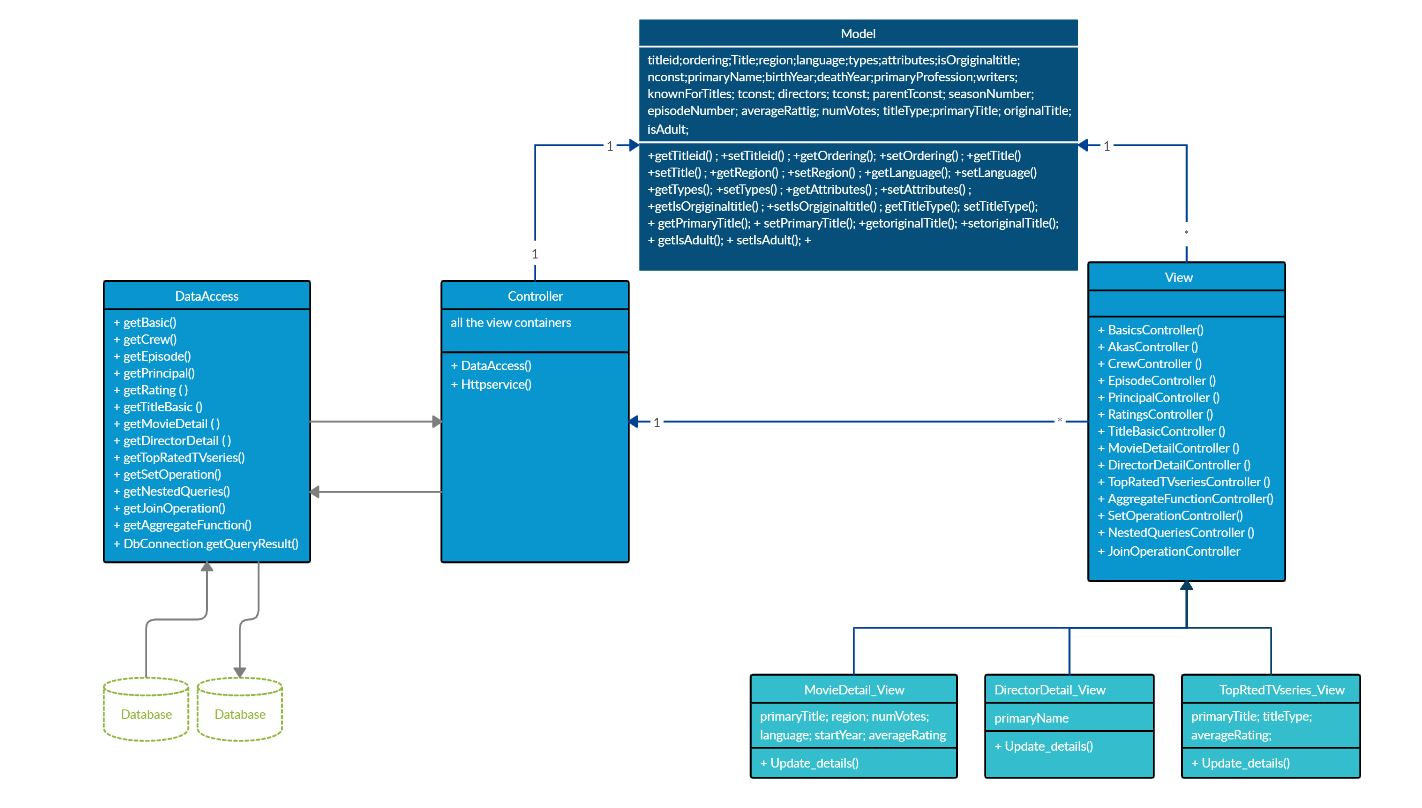 Model
titleid;ordering;Title;region;language;types;attributes;isOrgiginaltitle;
nconst;primaryName;birthYear;deathYear;primaryProfession;writers;
knownForTitles; tconst; directors; tconst; parentTconst; seasonNumber;
episodeNumber; averageRattig; numVotes; titleType;primaryTitle; originalTitle;
isAdult;
+getTitleid() ; +setTitleid() ; +getOrdering(); +setOrdering() ; +getTitle()
+setTitle() ; +getRegion() ; +setRegion() ; +getLanguage(); +setLanguage()
+getTypes(); +setTypes() ; +getAttributes() ; +setAttributes() ;
+getIsOrgiginaltitle() ; +setIsOrgiginaltitle() ; getTitleType(); setTitleType();
+ getPrimaryTitle(); + setPrimaryTitle(); +getoriginalTitle(); +setoriginalTitle();
+ getIsAdult(); + setIsAdult(); +
1
1
1
*
DataAccess
+ getBasic()
+ getCrew()
+ getEpisode()
+ getPrincipal()
+ getRating ( )
+ getTitleBasic ()
+ getMovieDetail ( )
+ getDirectorDetail ( )
+ getTopRatedTVseries()
+ getSetOperation()
+ getNestedQueries()
+ getJoinOperation()
+ getAggregateFunction()
+ DbConnection.getQueryResult()
Controller
all the view containers
+ DataAccess()
+ Httpservice()
1
*
View
+ BasicsController()
+ AkasController ()
+ CrewController ()
+ EpisodeController ()
+ PrincipalController ()
+ RatingsController ()
+ TitleBasicController ()
+ MovieDetailController ()
+ DirectorDetailController ()
+ TopRatedTVseriesController ()
+ AggregateFunctionController()
+ SetOperationController()
+ NestedQueriesController ()
+ JoinOperationController
Database
Database
MovieDetail_View
primaryTitle; region; numVotes;
language; startYear; averageRating
+ Update_details()
DirectorDetail_View
primaryName
+ Update_details()
TopRtedTVseries_View
primaryTitle; titleType;
averageRating;
+ Update_details()